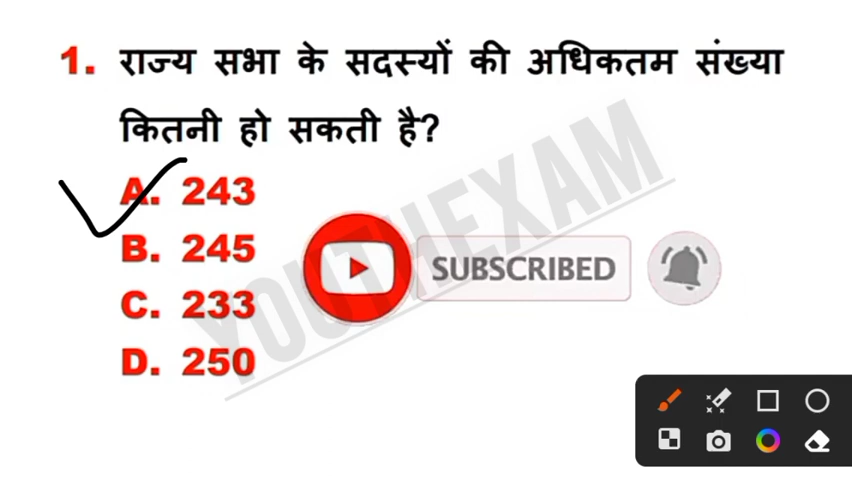 1. राज्य सभा के सदस्यों की अधिकतम संख्या
कितनी हो सकती है?
A. 243
B. 245
C. 233
D. 250
YOUTHEXAM
SUBSCRIBED